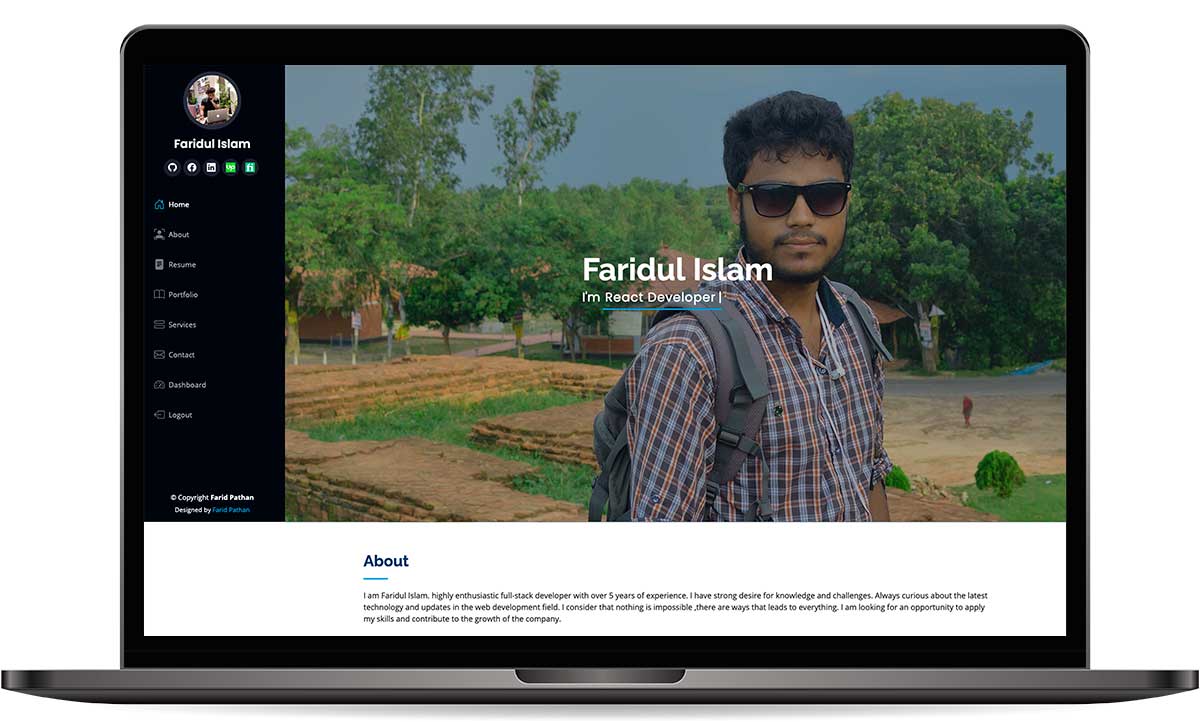 Faridul Islam
up
fi
Home
About
Resume
Portfolio
Services
Contact
Dashboard
Logout
© Copyright Farid Pathan
Designed by Farid Pathan
Faridul Islam
I'm React Developer|
About
I am Faridul Islam. highly enthusiastic full-stack developer with over 5 years of experience. I have strong desire for knowledge and challenges. Always curious about the latest
technology and updates in the web development field. I consider that nothing is impossible ,there are ways that leads to everything. I am looking for an opportunity to apply
my skills and contribute to the growth of the company.